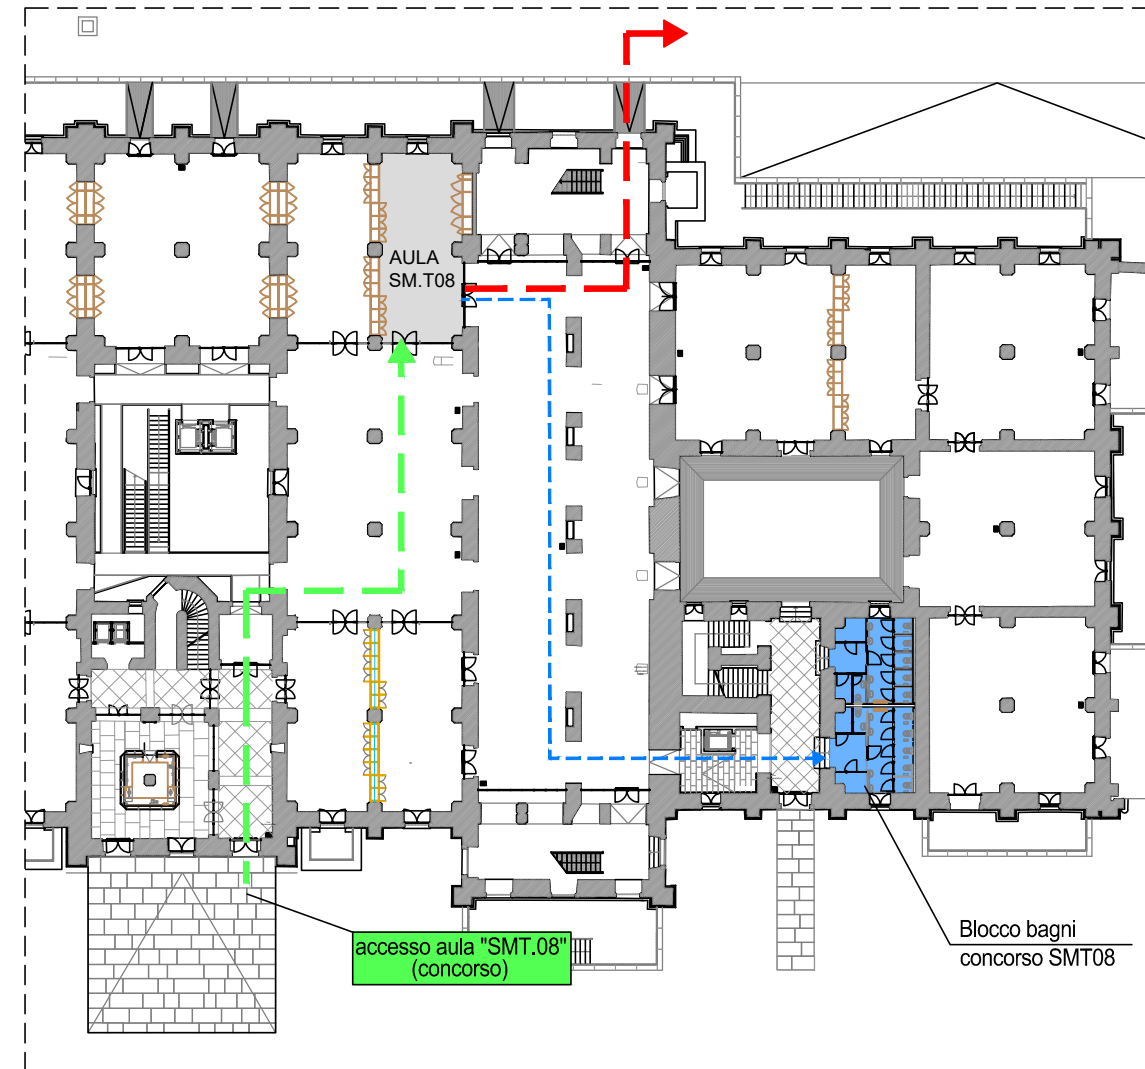 AULA
SM.T08
accesso aula "SMT.08"
(concorso)
Blocco bagni
concorso SMT08